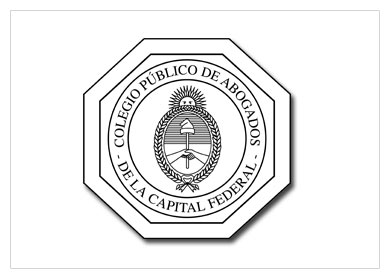 COLEGIO PÚBLICO DE ABOGADOS
- DE LA CAPITAL FEDERAL -